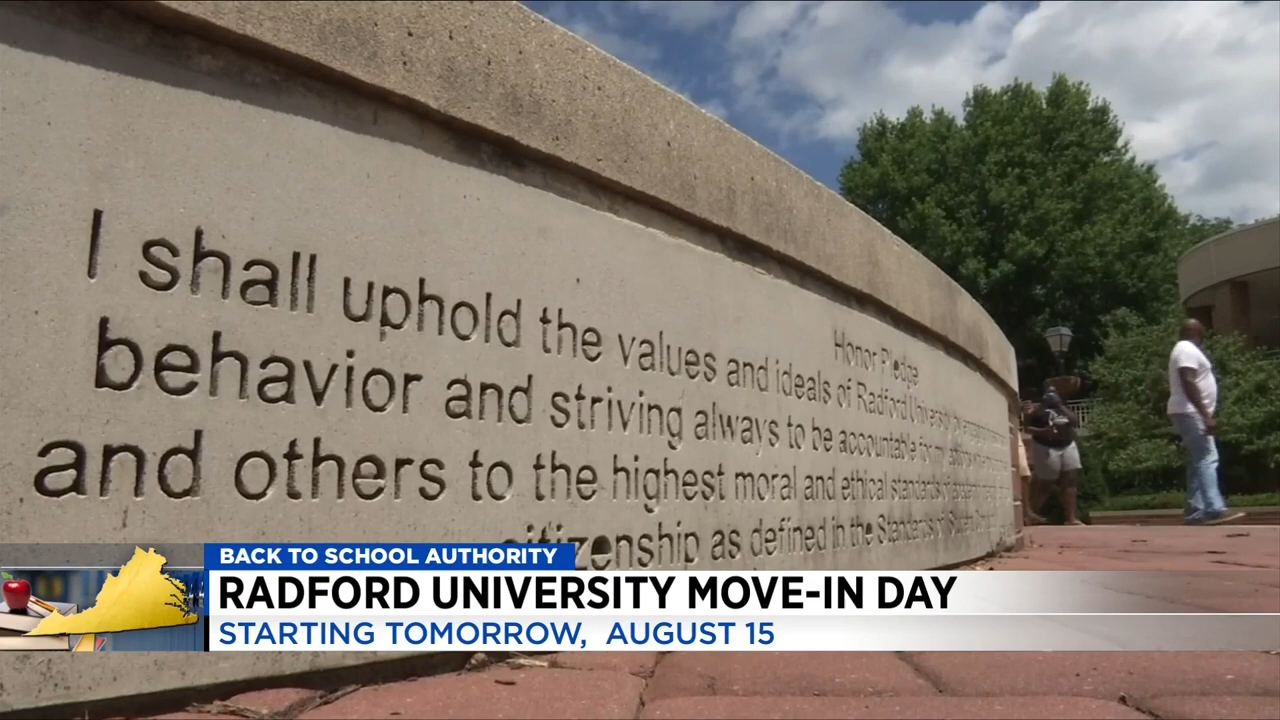 Honor Pledge
I shall uphold the values and ideals of Radford University by
behavior and striving always to be accountable for my actions
and others to the highest moral and ethical standards of
citizenship as defined in the Standards of
BACK TO SCHOOL AUTHORITY
RADFORD UNIVERSITY MOVE-IN DAY
STARTING TOMORROW, AUGUST 15